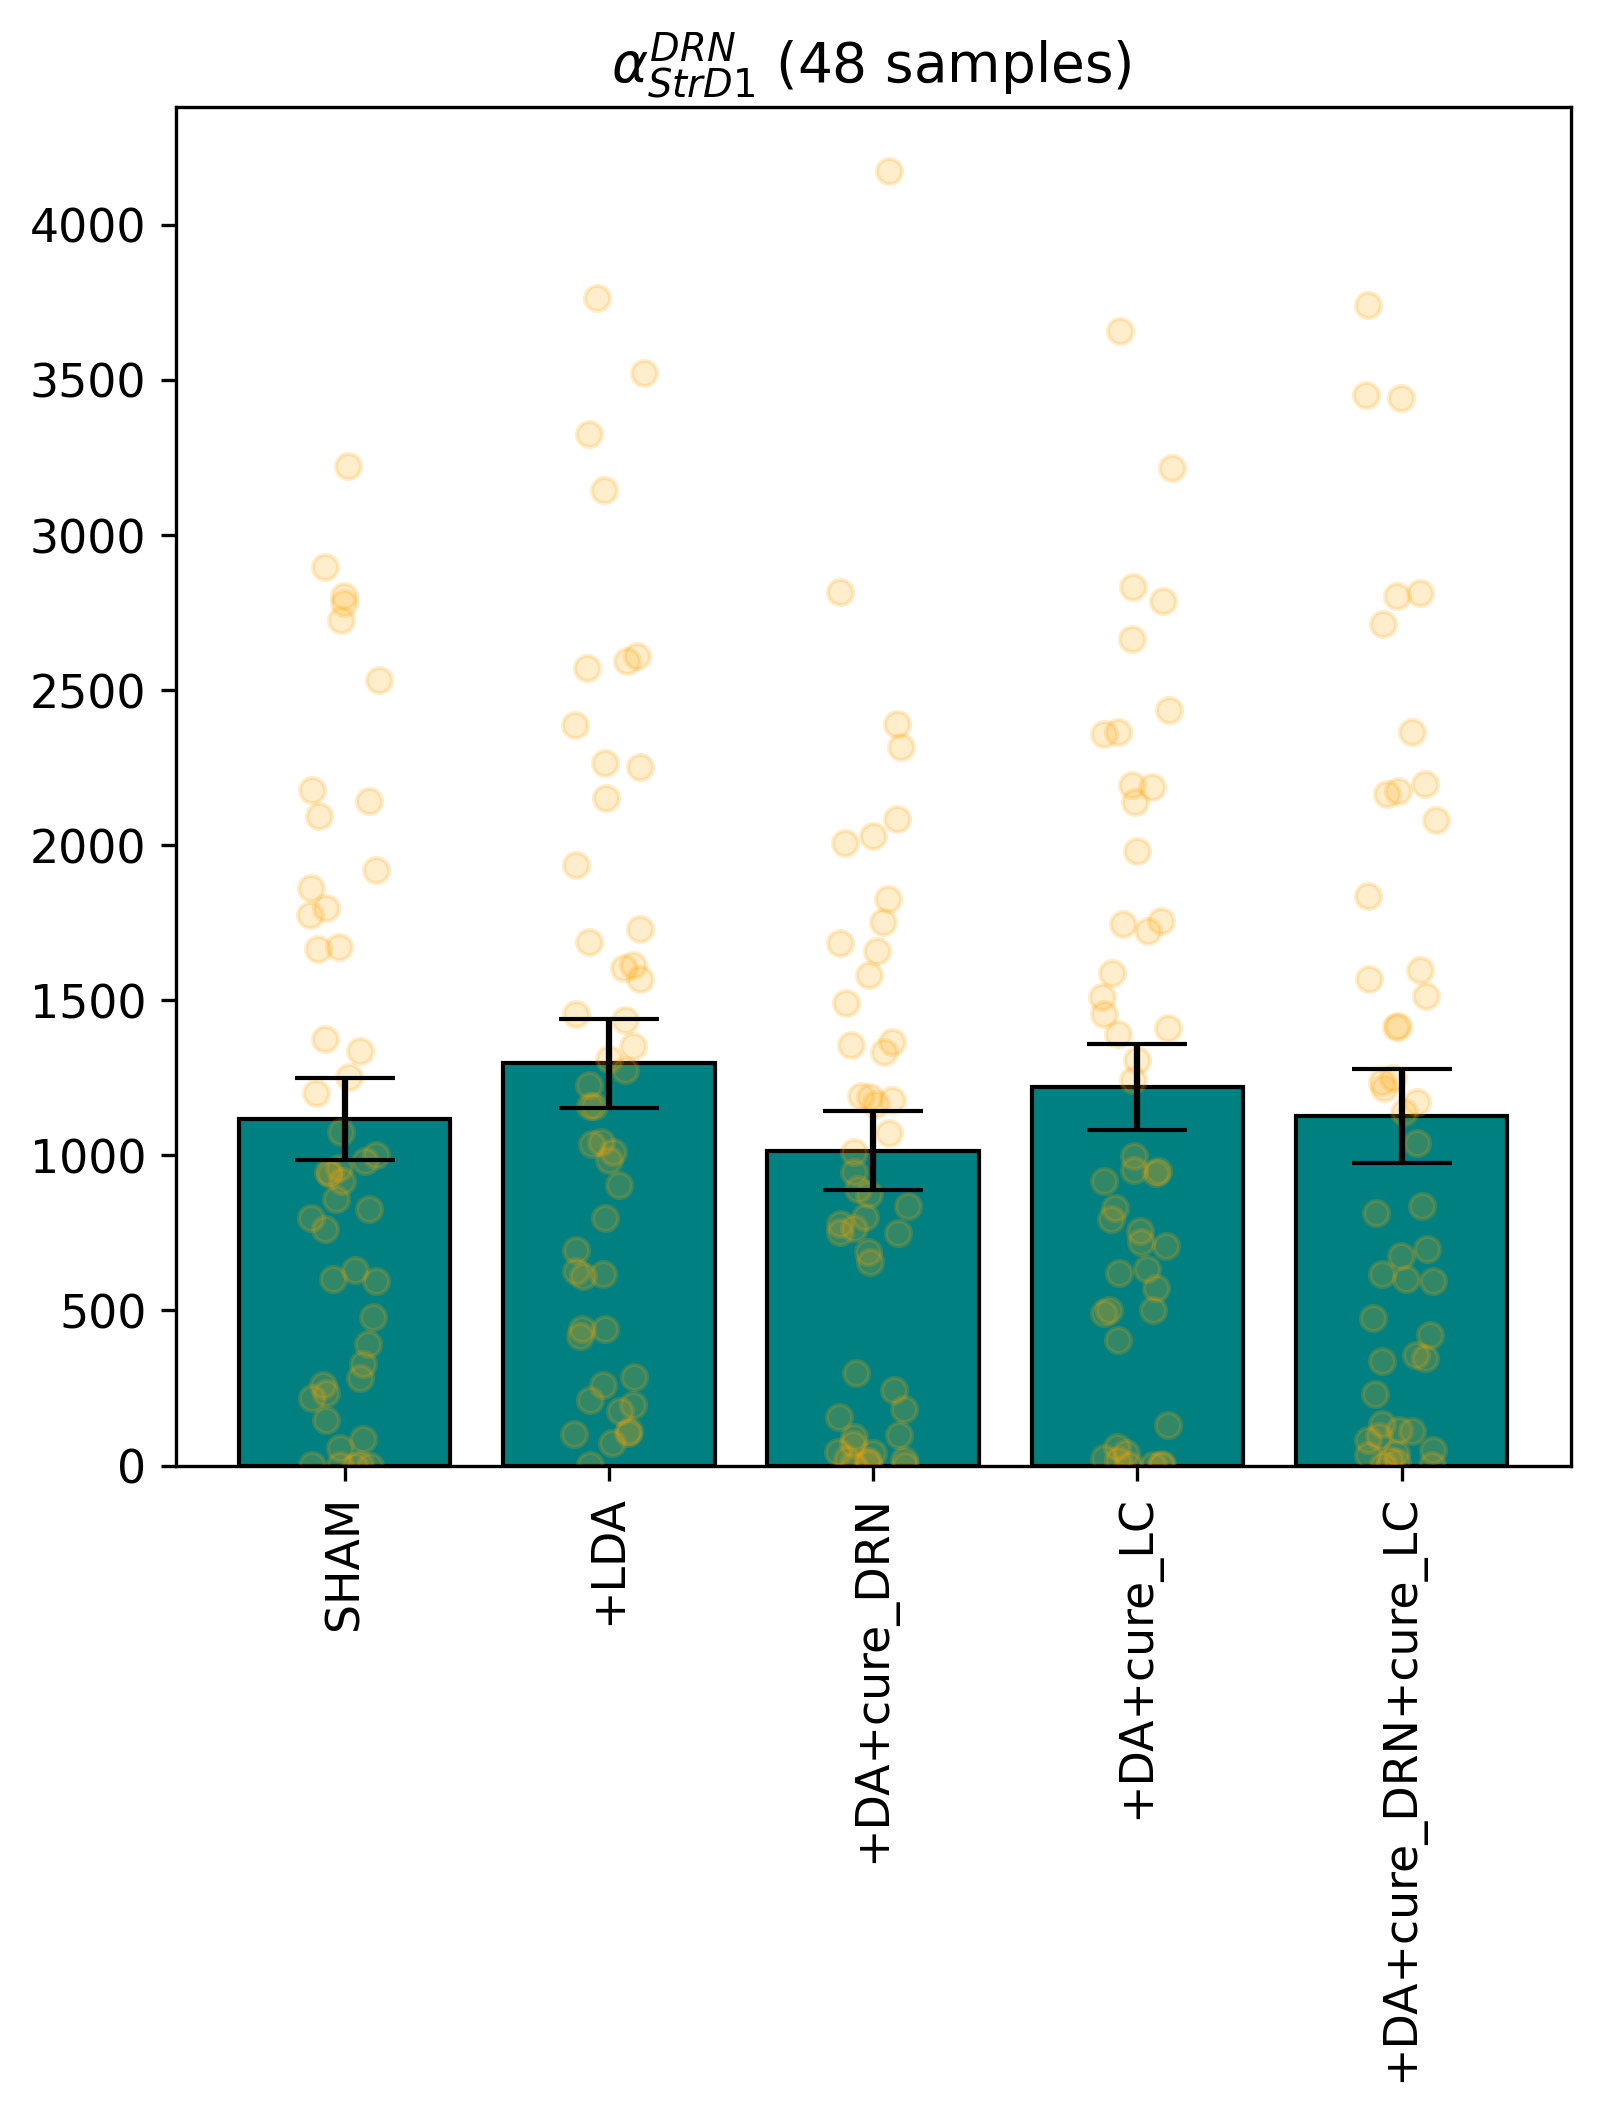 α^{DRN}_{StrD1} (48 samples)
4000
3500
3000
2500
2000
1500
1000
500
0
SHAM
+LDA
+DA+cure_DRN
+DA+cure_LC
+DA+cure_DRN+cure_LC